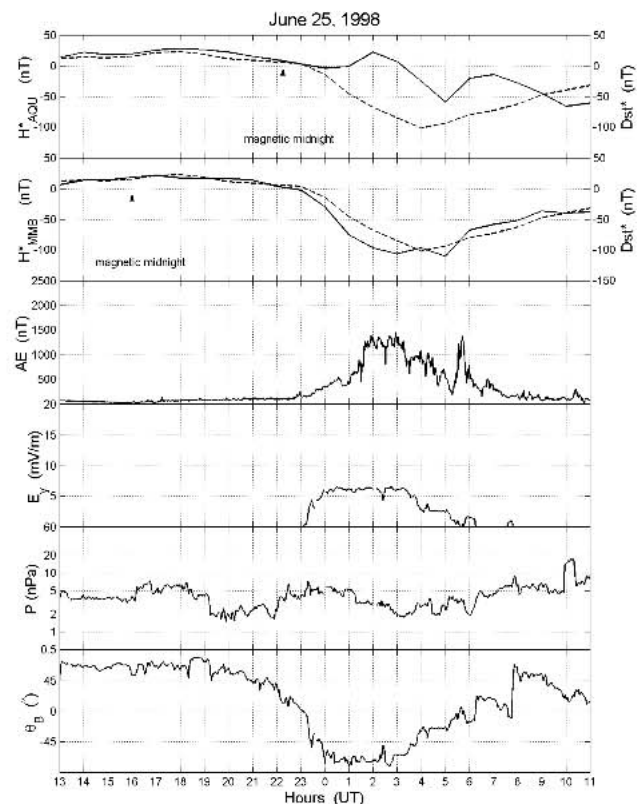 June 25, 1998
50 50
0 0
-50 -50
-100 -100
H*AQU (nT) Dst* (nT)
magnetic midnight
50 50
0 0
-50 -50
-100 -100
-150
H*MMB (nT) Dst* (nT)
magnetic midnight
2500
2000
1500
1000
500
AE (nT)
20
15
10
5
EY (mV/m)
60
20
10
5
2
1
0.5
P (nPa)
45
0
-45
θB (°)
13 14 15 16 17 18 19 20 21 22 23 0 1 2 3 4 5 6 7 8 9 10 11
Hours (UT)